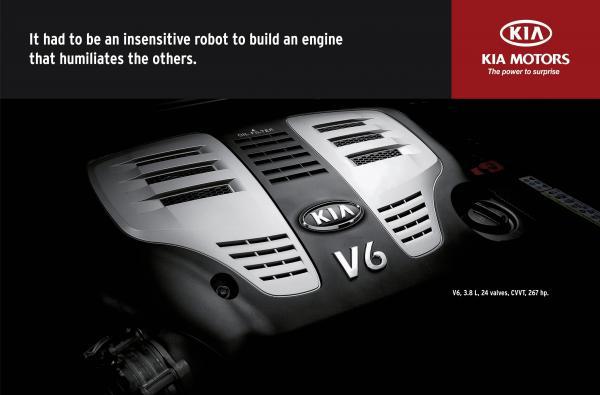 It had to be an insensitive robot to build an engine
that humiliates the others.
KIA
KIA MOTORS
The power to surprise
OIL FILTER
KIA
V6
V6, 3.8 L, 24 valves, CVVT, 267 hp.